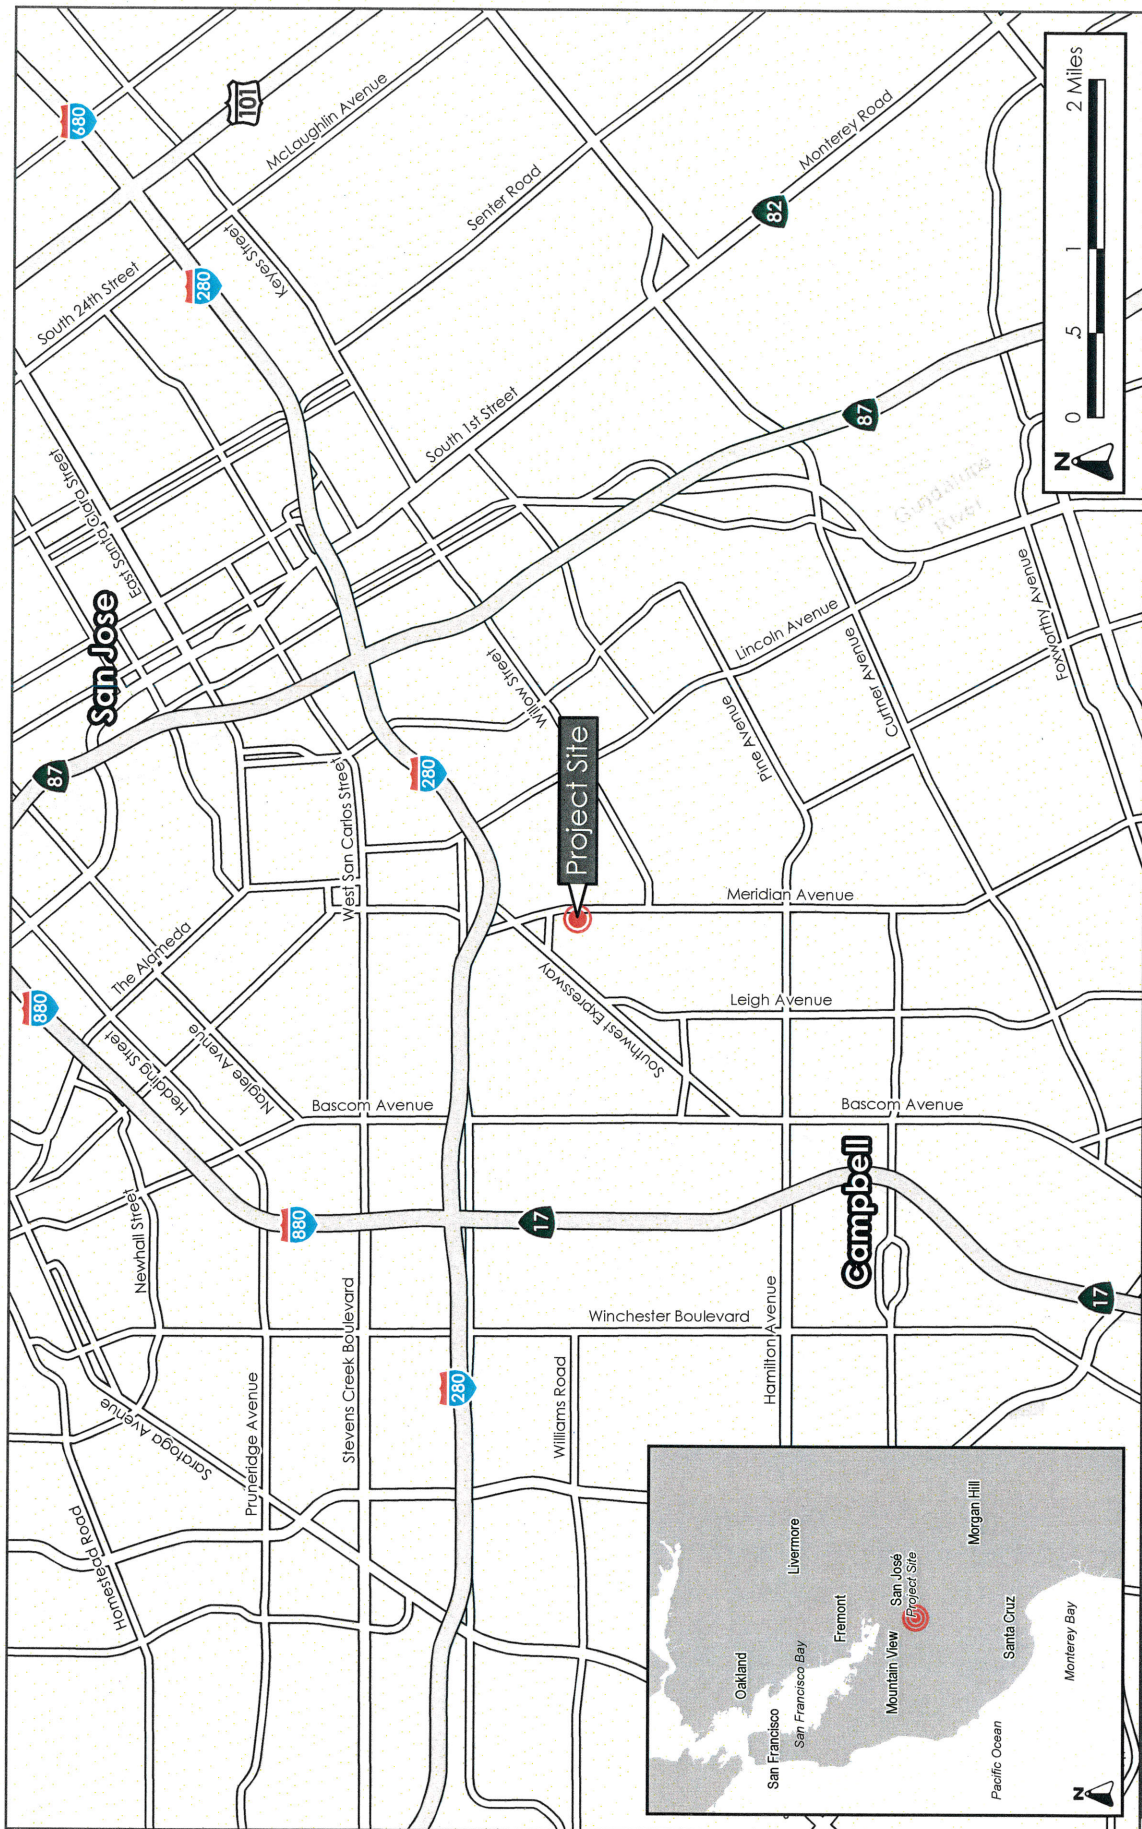 680
101
McLaughlin Avenue
Senter Road
Monterey Road
82
2 Miles
1
.5
0
N
South 24th Street
280
Keyes Street
South 1st Street
87
Guadalupe
River
East Santa Clara Street
San Jose
87
Willow Street
Lincoln Avenue
Curtner Avenue
Foxworthy Avenue
Pine Avenue
West San Carlos Street
280
Project Site
Meridian Avenue
The Alameda
880
Hedding Street
Naglee Avenue
Southwest Expressway
Leigh Avenue
Bascom Avenue
Bascom Avenue
Newhall Street
880
17
Campbell
17
Stevens Creek Boulevard
Winchester Boulevard
Hamilton Avenue
280
Williams Road
Pruneridge Avenue
Saratoga Avenue
Homestead Road
Oakland
San Francisco
San Francisco Bay
Livermore
Fremont
Mountain View
San José
Project Site
Morgan Hill
Santa Cruz
Monterey Bay
Pacific Ocean
N